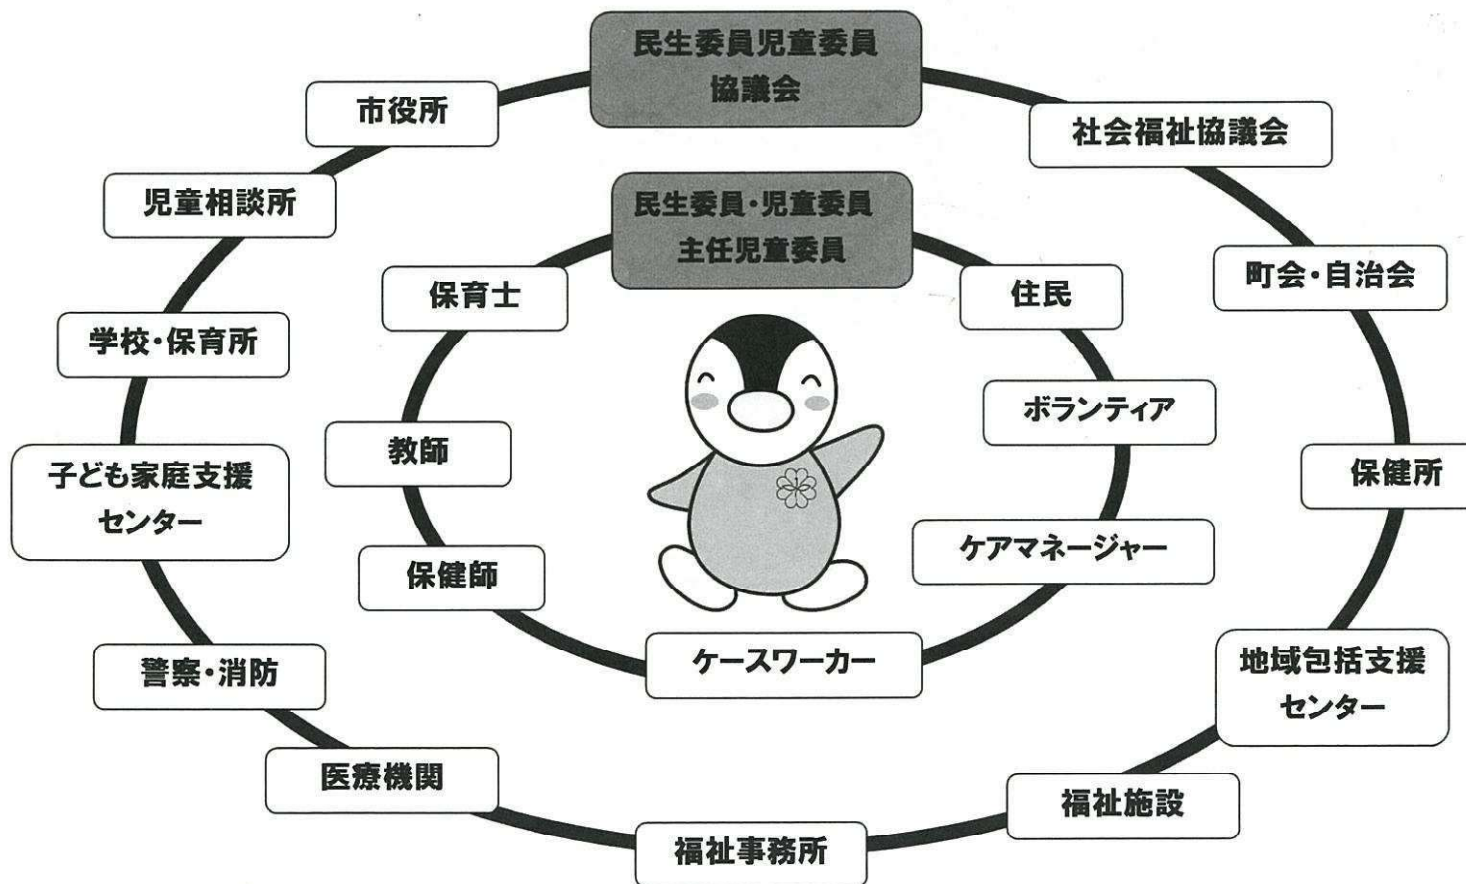 民生委員児童委員
協議会
市役所
社会福祉協議会
児童相談所
民生委員・児童委員
主任児童委員
町会・自治会
保育士
住民
学校・保育所
ボランティア
教師
子ども家庭支援
センター
保健所
保健師
ケアマネージャー
ケースワーカー
警察・消防
地域包括支援
センター
医療機関
福祉施設
福祉事務所